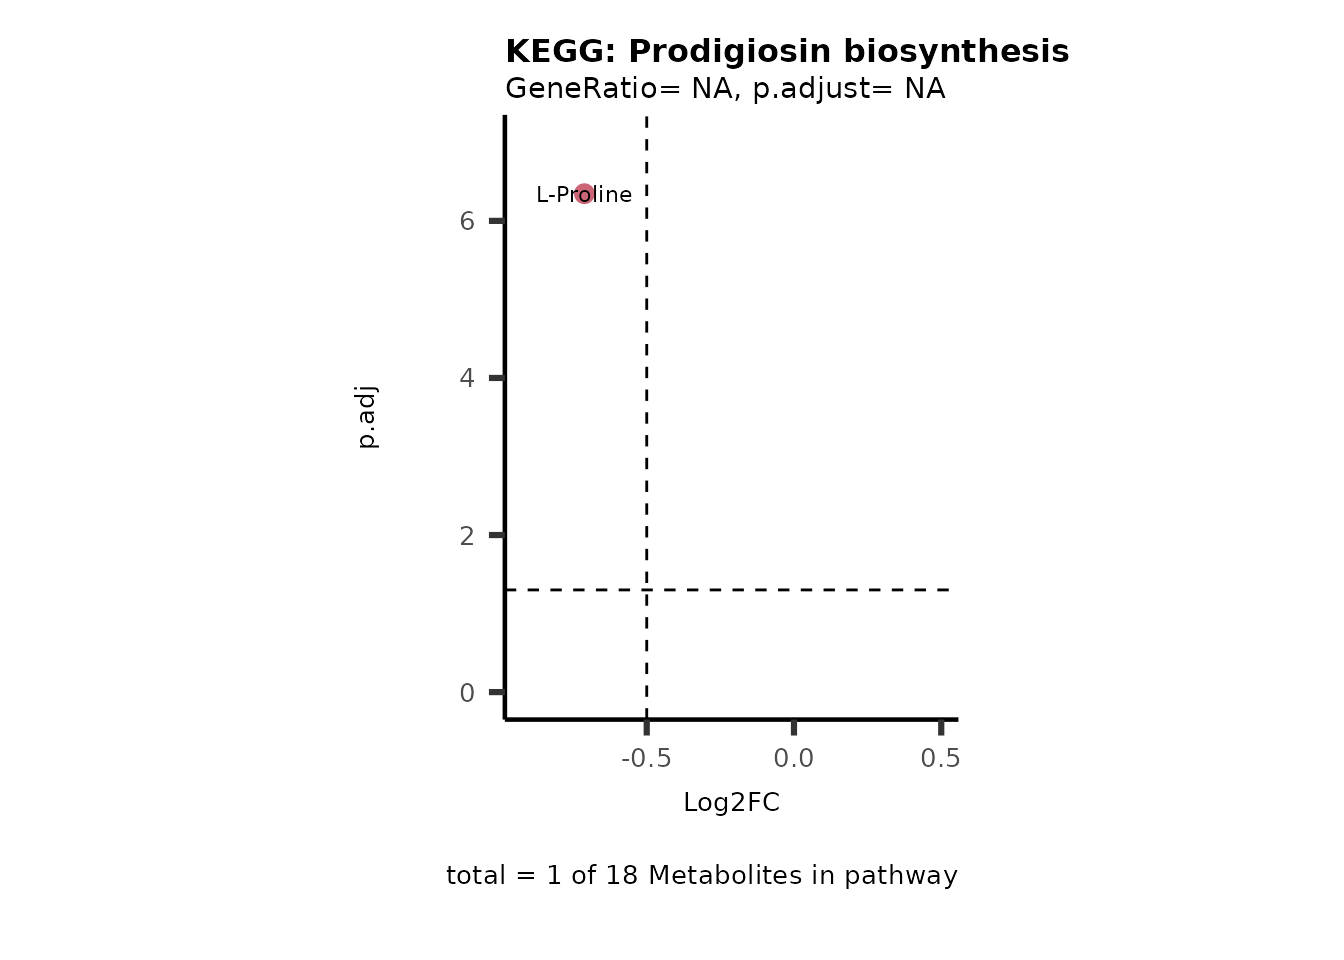 KEGG: Prodigiosin biosynthesis
GeneRatio= NA, p.adjust= NA
L-Proline
6
4
p.adj
2
0
-0.5 0.0 0.5
Log2FC
total = 1 of 18 Metabolites in pathway